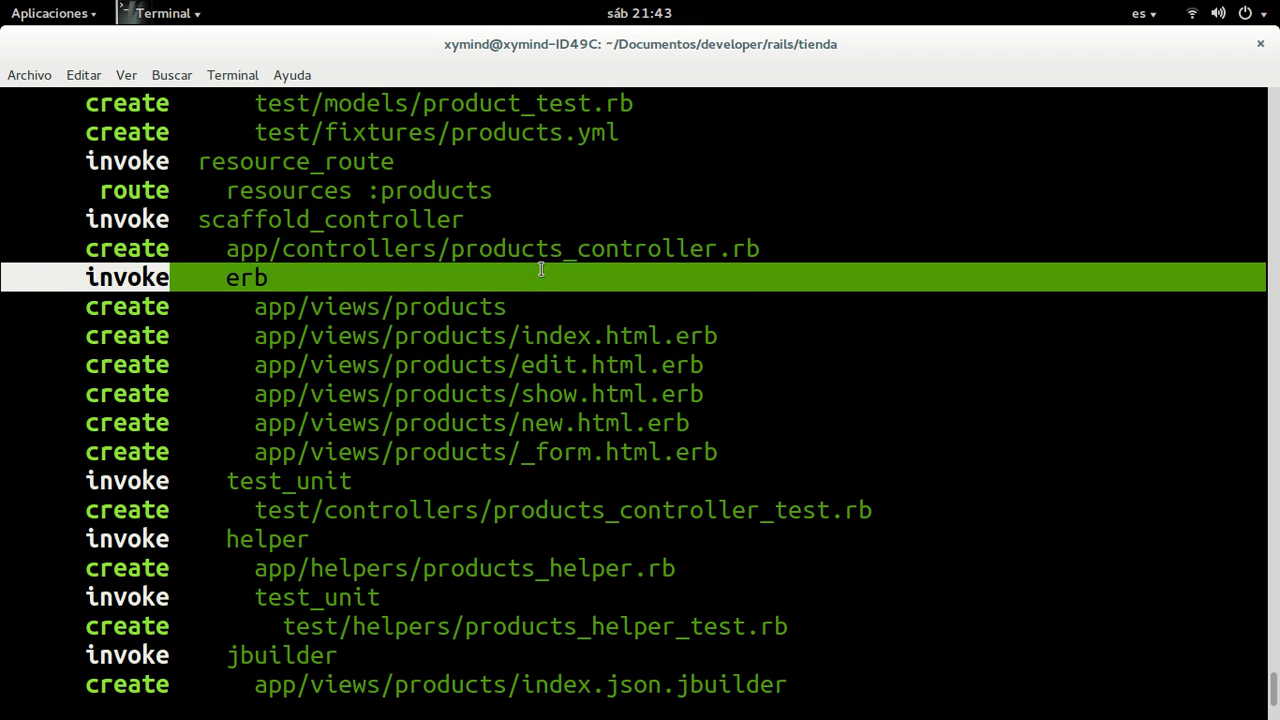 Aplicaciones Terminal sáb 21:43 es
xymind@xymind-ID49C: ~/Documentos/developer/rails/tienda ×
Archivo Editar Ver Buscar Terminal Ayuda
create test/models/product_test.rb
create test/fixtures/products.yml
invoke resource_route
route resources :products
invoke scaffold_controller
create app/controllers/products_controller.rb
invoke erb
create app/views/products
create app/views/products/index.html.erb
create app/views/products/edit.html.erb
create app/views/products/show.html.erb
create app/views/products/new.html.erb
create app/views/products/_form.html.erb
invoke test_unit
create test/controllers/products_controller_test.rb
invoke helper
create app/helpers/products_helper.rb
invoke test_unit
create test/helpers/products_helper_test.rb
invoke jbuilder
create app/views/products/index.json.jbuilder